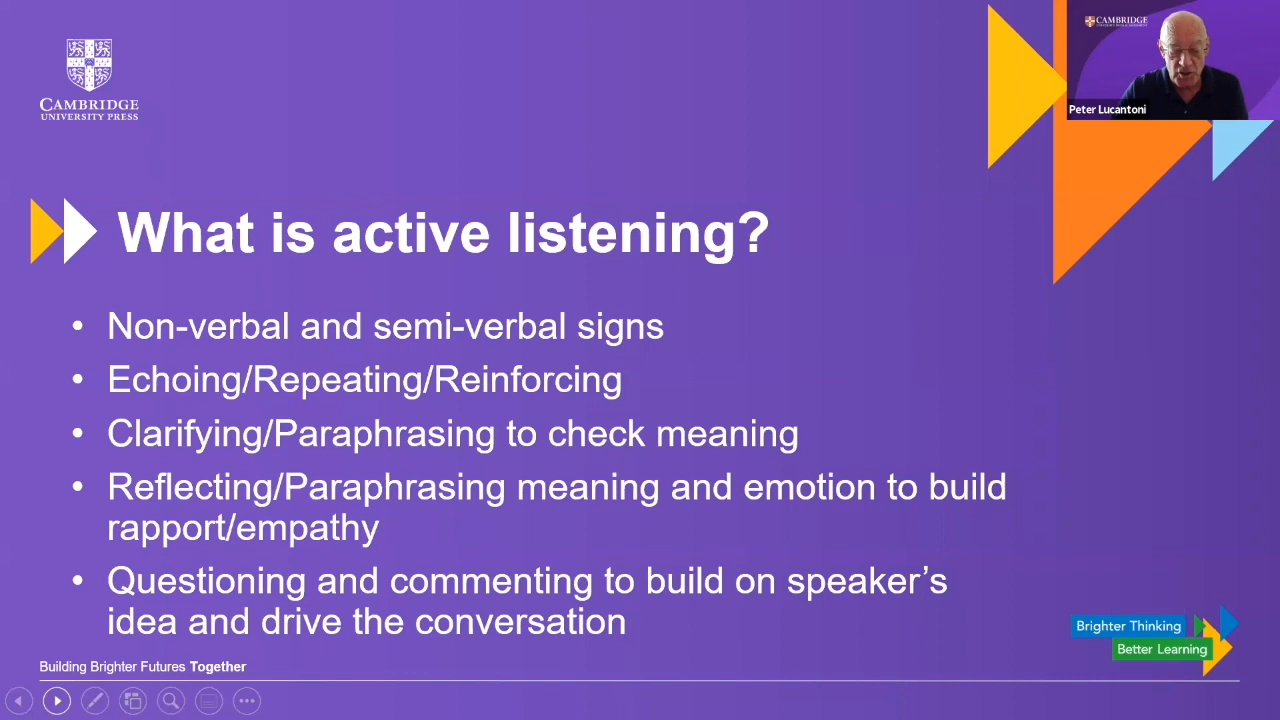 CAMBRIDGE
UNIVERSITY PRESS
CAMBRIDGE
Peter Lucantoni
What is active listening?
• Non-verbal and semi-verbal signs
• Echoing/Repeating/Reinforcing
• Clarifying/Paraphrasing to check meaning
• Reflecting/Paraphrasing meaning and emotion to build
rapport/empathy
• Questioning and commenting to build on speaker’s
idea and drive the conversation
Brighter Thinking
Better Learning
Building Brighter Futures Together